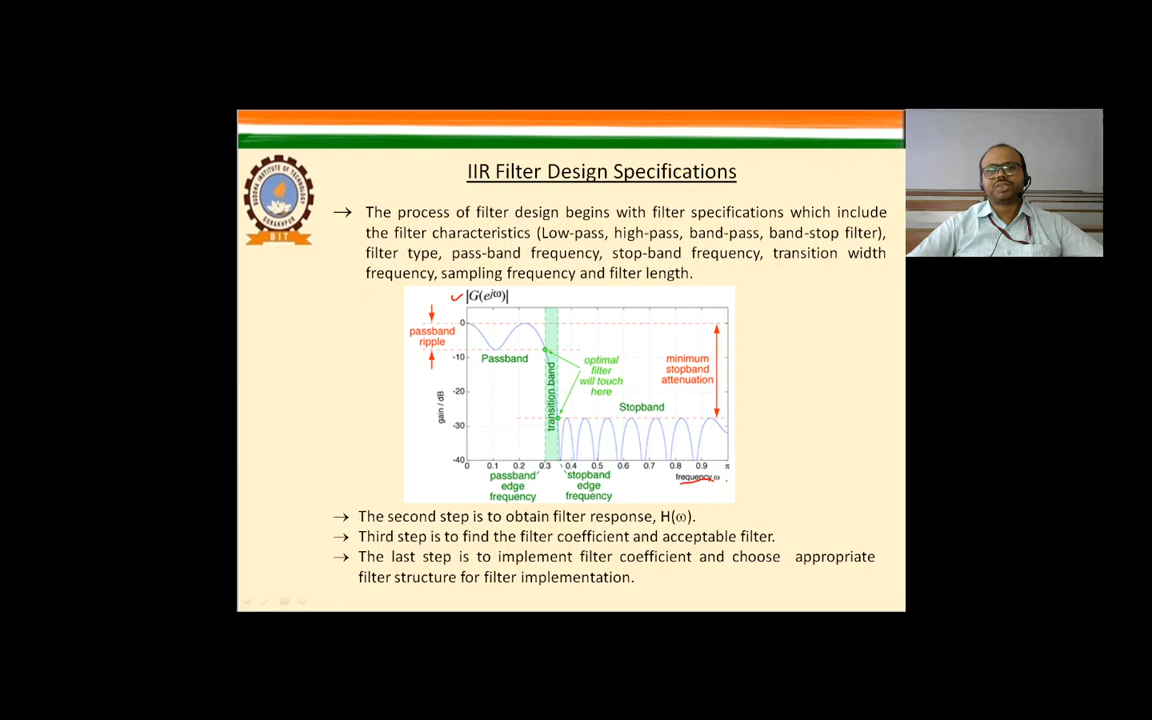 IIR Filter Design Specifications
BUDDHA INSTITUTE OF TECHNOLOGY
GORAKHPUR
BIT
→ The process of filter design begins with filter specifications which include
the filter characteristics (Low-pass, high-pass, band-pass, band-stop filter),
filter type, pass-band frequency, stop-band frequency, transition width
frequency, sampling frequency and filter length.
|G(e^jω)|
passband
ripple
0
-10
-20
-30
-40
gain / dB
Passband
transition band
optimal
filter
will touch
here
minimum
stopband
attenuation
Stopband
0 0.1 0.2 0.3 0.4 0.5 0.6 0.7 0.8 0.9 π
passband
edge
frequency
stopband
edge
frequency
frequency ω
→ The second step is to obtain filter response, H(ω).
→ Third step is to find the filter coefficient and acceptable filter.
→ The last step is to implement filter coefficient and choose appropriate
filter structure for filter implementation.